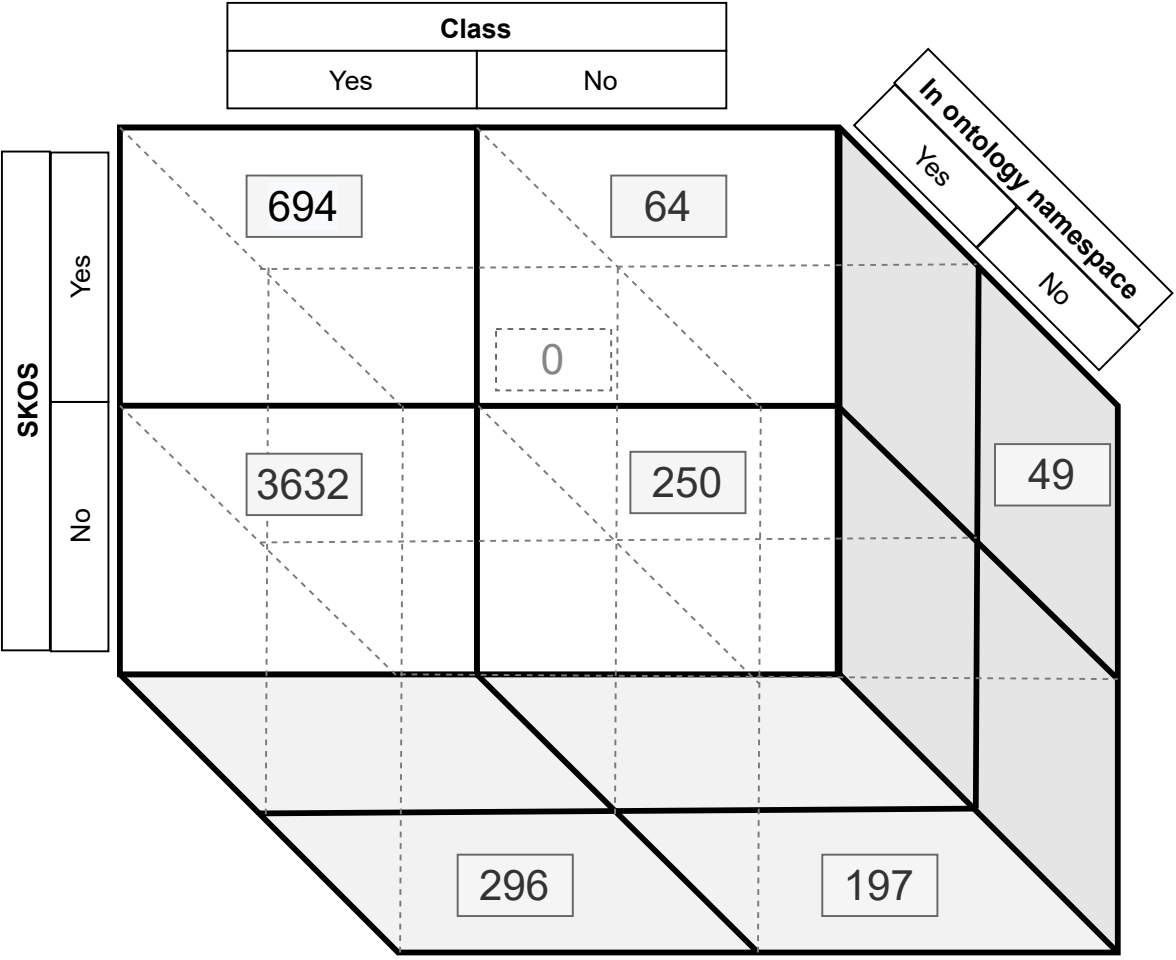 Class
Yes
No
In ontology namespace
Yes
No
SKOS
Yes
No
694
64
0
3632
250
49
296
197